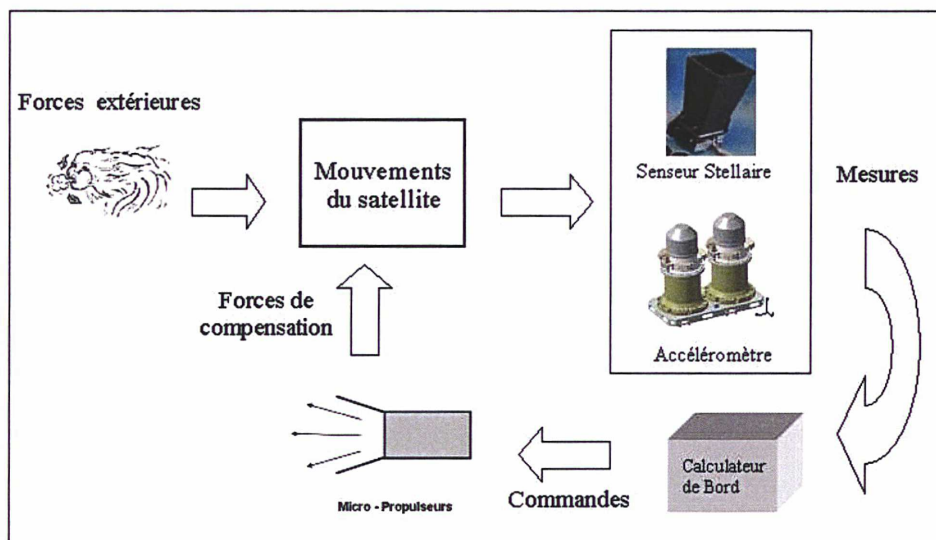 Forces extérieures
Mouvements
du satellite
Senseur Stellaire
Mesures
Forces de
compensation
Accéléromètre
Calculateur
de Bord
Commandes
Micro - Propulseurs